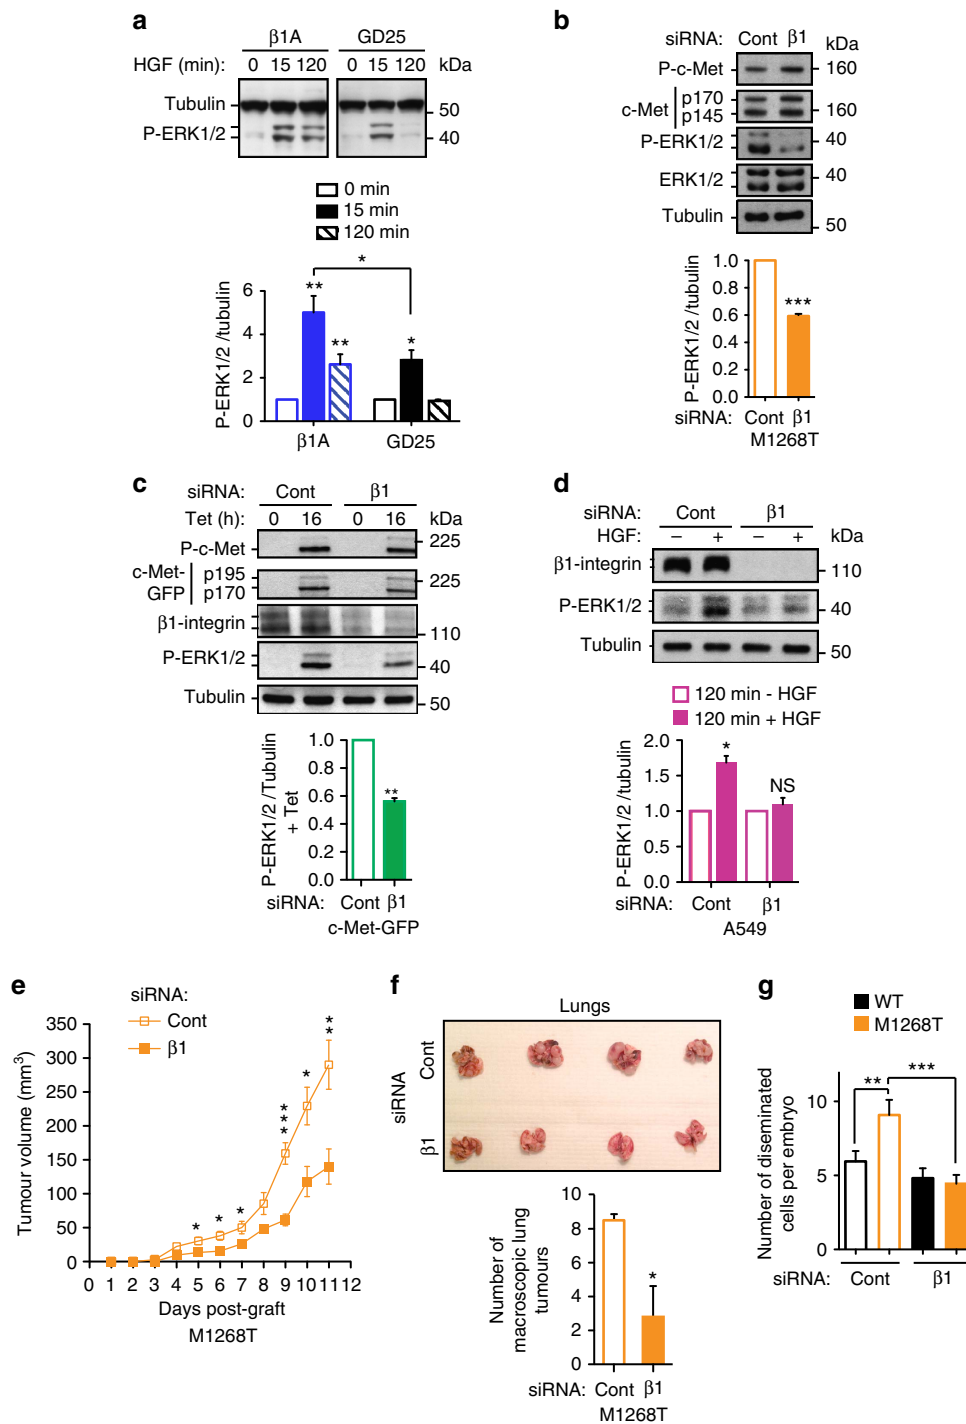 a
β1A GD25
HGF (min): 0 15 120 0 15 120 kDa
Tubulin
50
P-ERK1/2
40
0 min
15 min
120 min
P-ERK1/2 /tubulin
6
4
2
0
**
**
*
*
β1A GD25
b
siRNA: Cont β1 kDa
P-c-Met 160
c-Met p170
p145 160
P-ERK1/2 40
ERK1/2 40
Tubulin 50
P-ERK1/2 /tubulin
1.0
0.8
0.6
0.4
0.2
0.0
***
siRNA: Cont β1
M1268T
c
siRNA: Cont β1
Tet (h): 0 16 0 16 kDa
P-c-Met 225
c-Met-GFP p195
p170 225
β1-integrin 110
P-ERK1/2 40
Tubulin 50
P-ERK1/2 /Tubulin
+ Tet
1.0
0.8
0.6
0.4
0.2
0.0
**
siRNA: Cont β1
c-Met-GFP
d
siRNA: Cont β1
HGF: – + – + kDa
β1-integrin 110
P-ERK1/2 40
Tubulin 50
120 min - HGF
120 min + HGF
P-ERK1/2 /tubulin
2.0
1.5
1.0
0.5
0.0
*
NS
siRNA: Cont β1
A549
e
siRNA:
Cont
β1
Tumour volume (mm³)
350
300
250
200
150
100
50
0
* * * *** * **
0 1 2 3 4 5 6 7 8 9 10 11 12
Days post-graft
M1268T
f
Lungs
siRNA
Cont
β1
Number of
macroscopic lung
tumours
8
6
4
2
0
*
siRNA: Cont β1
M1268T
g
WT
M1268T
Number of diseminated
cells per embryo
10
5
0
**
***
siRNA: Cont β1